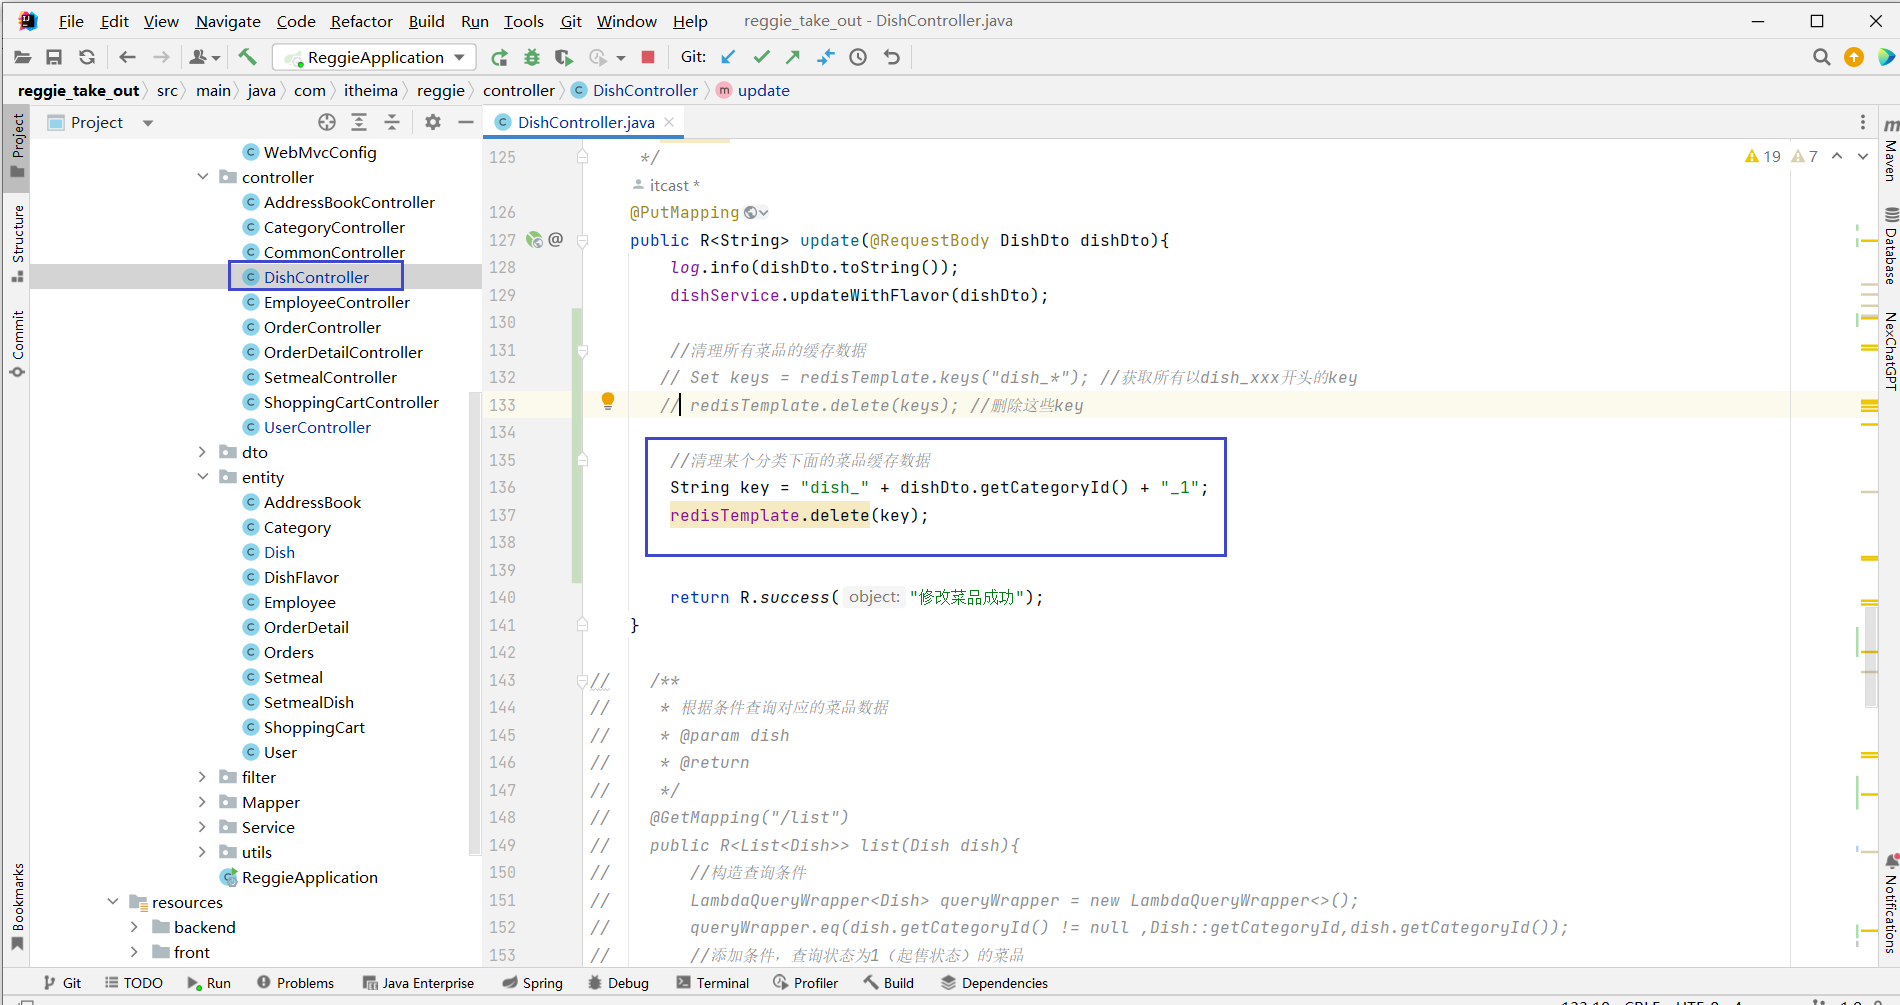 File Edit View Navigate Code Refactor Build Run Tools Git Window Help reggie_take_out - DishController.java
ReggieApplication Git:
reggie_take_out src main java com itheima reggie controller DishController update
Project
DishController.java
WebMvcConfig
controller
AddressBookController
CategoryController
CommonController
DishController
EmployeeController
OrderController
OrderDetailController
SetmealController
ShoppingCartController
UserController
dto
entity
AddressBook
Category
Dish
DishFlavor
Employee
OrderDetail
Orders
Setmeal
SetmealDish
ShoppingCart
User
filter
Mapper
Service
utils
ReggieApplication
resources
backend
front
19 7
125 */
itcast *
126 @PutMapping
127 public R<String> update(@RequestBody DishDto dishDto){
128 log.info(dishDto.toString());
129 dishService.updateWithFlavor(dishDto);
130
131 //清理所有菜品的缓存数据
132 // Set keys = redisTemplate.keys("dish_*"); //获取所有以dish_xxx开头的key
133 // redisTemplate.delete(keys); //删除这些key
134
135 //清理某个分类下面的菜品缓存数据
136 String key = "dish_" + dishDto.getCategoryId() + "_1";
137 redisTemplate.delete(key);
138
139
140 return R.success( object: "修改菜品成功");
141 }
142
143 // /**
144 // * 根据条件查询对应的菜品数据
145 // * @param dish
146 // * @return
147 // */
148 // @GetMapping("/list")
149 // public R<List<Dish>> list(Dish dish){
150 // //构造查询条件
151 // LambdaQueryWrapper<Dish> queryWrapper = new LambdaQueryWrapper<>();
152 // queryWrapper.eq(dish.getCategoryId() != null ,Dish::getCategoryId,dish.getCategoryId());
153 // //添加条件，查询状态为1（起售状态）的菜品
Project
Structure
Commit
Bookmarks
Maven
Database
NexChatGPT
Notifications
Git TODO Run Problems Java Enterprise Spring Debug Terminal Profiler Build Dependencies